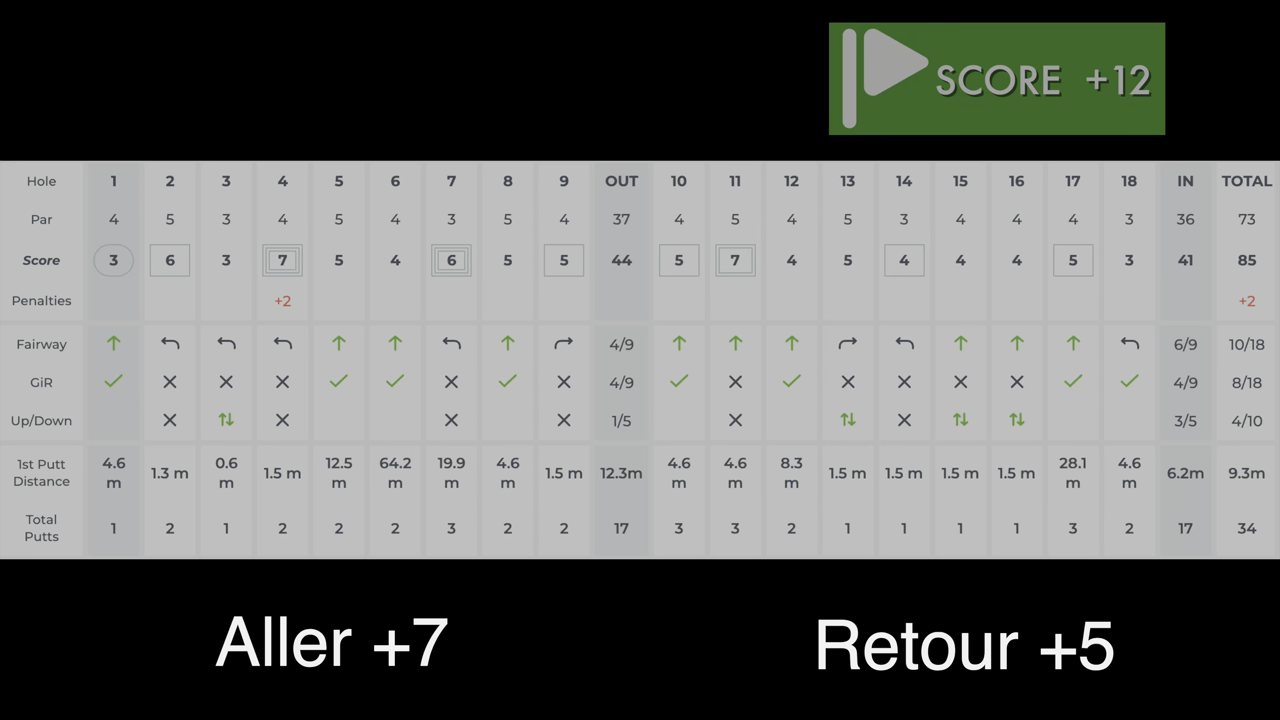 SCORE +12
Hole 1 2 3 4 5 6 7 8 9 OUT 10 11 12 13 14 15 16 17 18 IN TOTAL
Par 4 5 3 4 5 4 3 5 4 37 4 5 4 5 3 4 4 4 3 36 73
Score 3 6 3 7 5 4 6 5 5 44 5 7 4 5 4 4 4 5 3 41 85
Penalties +2 +2
Fairway 4/9 6/9 10/18
GiR 4/9 4/9 8/18
Up/Down 1/5 3/5 4/10
1st Putt Distance 4.6 m 1.3 m 0.6 m 1.5 m 12.5 m 64.2 m 19.9 m 4.6 m 1.5 m 12.3m 4.6 m 4.6 m 8.3 m 1.5 m 1.5 m 1.5 m 1.5 m 28.1 m 4.6 m 6.2m 9.3m
Total Putts 1 2 1 2 2 2 3 2 2 17 3 3 2 1 1 1 1 3 2 17 34
Aller +7
Retour +5